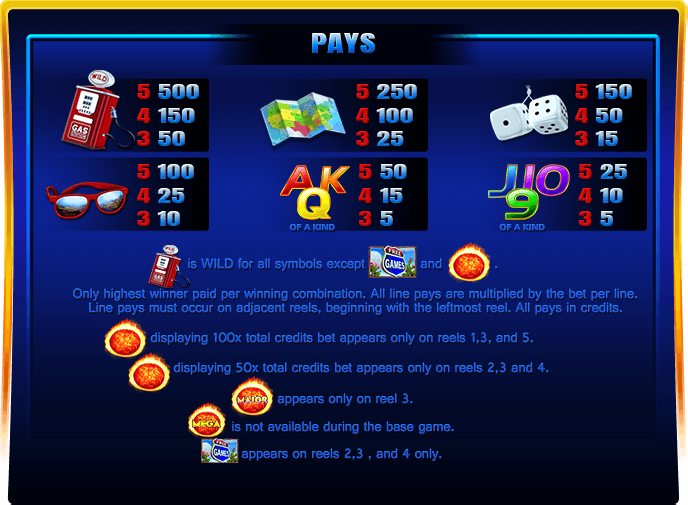 PAYS
WILD
GAS
5 500
4 150
3 50
5 250
4 100
3 25
5 150
4 50
3 15
5 100
4 25
3 10
A K
Q
OF A KIND
5 50
4 15
3 5
J 10
9
OF A KIND
5 25
4 10
3 5
is WILD for all symbols except FREE GAMES and .
Only highest winner paid per winning combination. All line pays are multiplied by the bet per line.
Line pays must occur on adjacent reels, beginning with the leftmost reel. All pays in credits.
displaying 100x total credits bet appears only on reels 1,3, and 5.
displaying 50x total credits bet appears only on reels 2,3 and 4.
MAJOR appears only on reel 3.
MEGA is not available during the base game.
FREE GAMES appears on reels 2,3 , and 4 only.